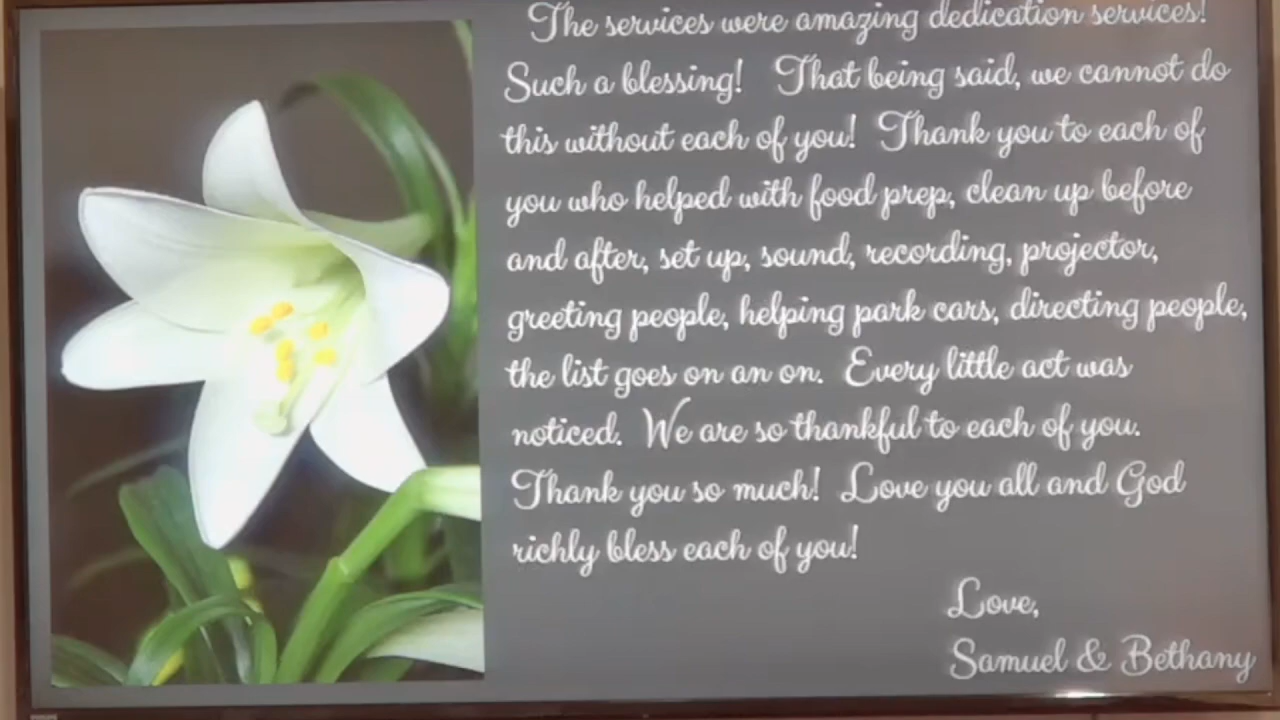 The services were amazing dedication services!
Such a blessing! That being said, we cannot do
this without each of you! Thank you to each of
you who helped with food prep, clean up before
and after, set up, sound, recording, projector,
greeting people, helping park cars, directing people,
the list goes on an on. Every little act was
noticed. We are so thankful to each of you.
Thank you so much! Love you all and God
richly bless each of you!
Love,
Samuel & Bethany